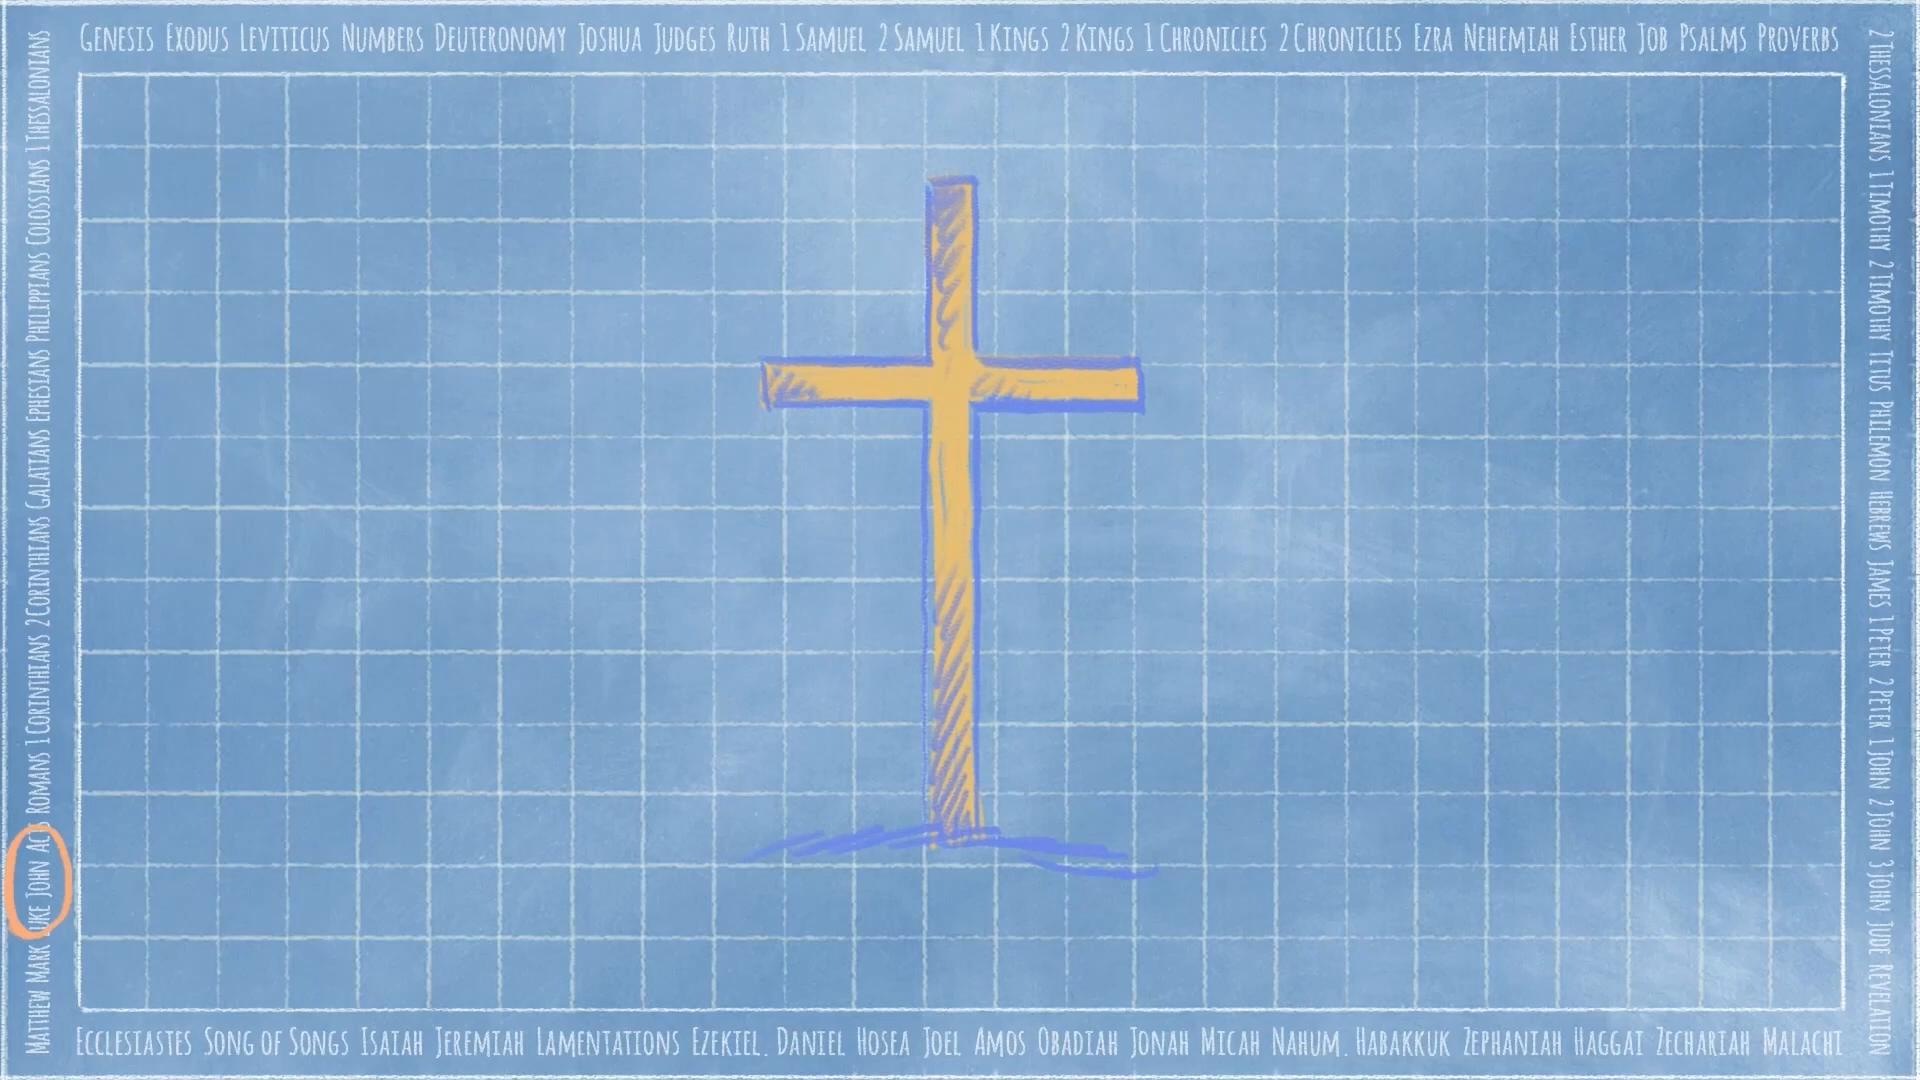 GENESIS EXODUS LEVITICUS NUMBERS DEUTERONOMY JOSHUA JUDGES RUTH 1 SAMUEL 2 SAMUEL 1 KINGS 2 KINGS 1 CHRONICLES 2 CHRONICLES EZRA NEHEMIAH ESTHER JOB PSALMS PROVERBS
ECCLESIASTES SONG OF SONGS ISAIAH JEREMIAH LAMENTATIONS EZEKIEL. DANIEL HOSEA JOEL AMOS OBADIAH JONAH MICAH NAHUM. HABAKKUK ZEPHANIAH HAGGAI ZECHARIAH MALACHI
MATTHEW MARK LUKE JOHN ACTS ROMANS 1 CORINTHIANS 2 CORINTHIANS GALATIANS EPHESIANS PHILIPPIANS COLOSSIANS 1 THESSALONIANS
2 THESSALONIANS 1 TIMOTHY 2 TIMOTHY TITUS PHILEMON HEBREWS JAMES 1 PETER 2 PETER 1 JOHN 2 JOHN 3 JOHN JUDE REVELATION